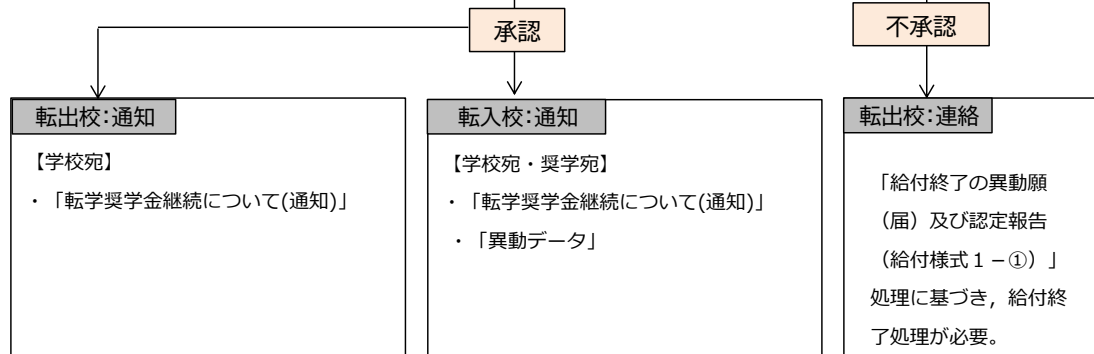 承認
不承認
転出校:通知
【学校宛】
・「転学奨学金継続について(通知)」
転入校:通知
【学校宛・奨学宛】
・「転学奨学金継続について(通知)」
・「異動データ」
転出校:連絡
「給付終了の異動願
（届）及び認定報告
（給付様式１－①）」
処理に基づき，給付終
了処理が必要。